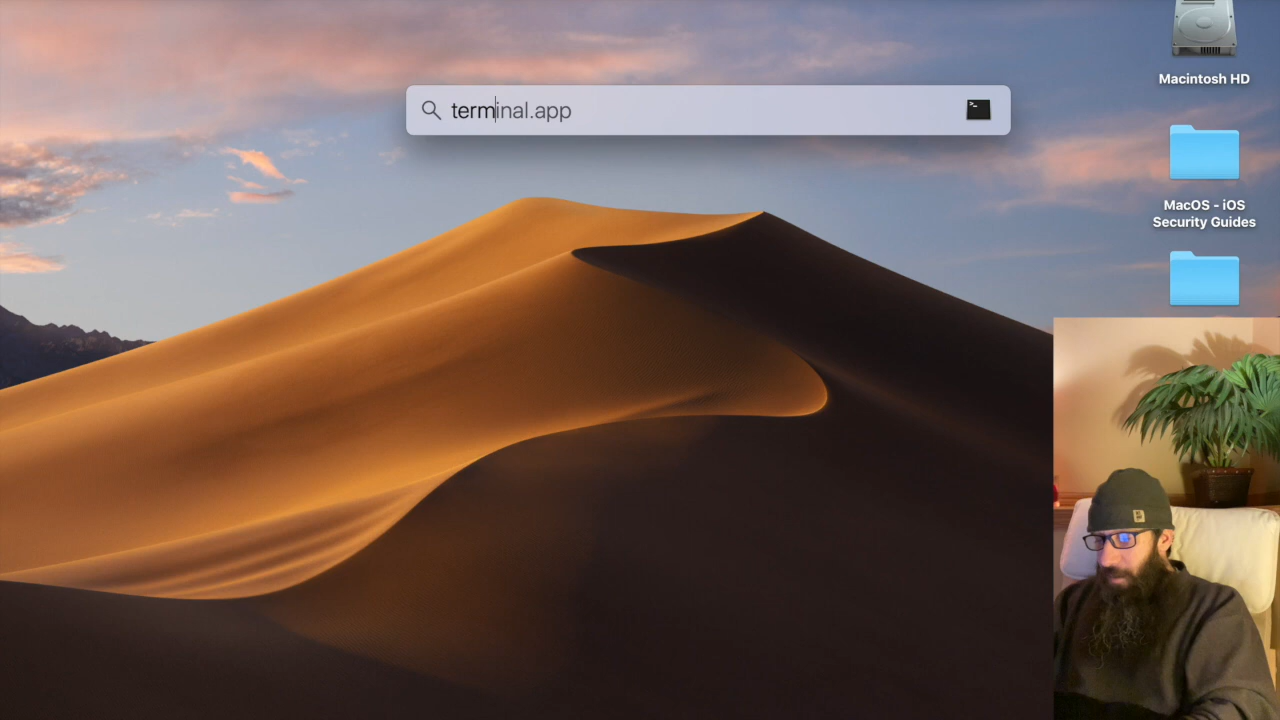 terminal.app
Macintosh HD
MacOS - iOS
Security Guides